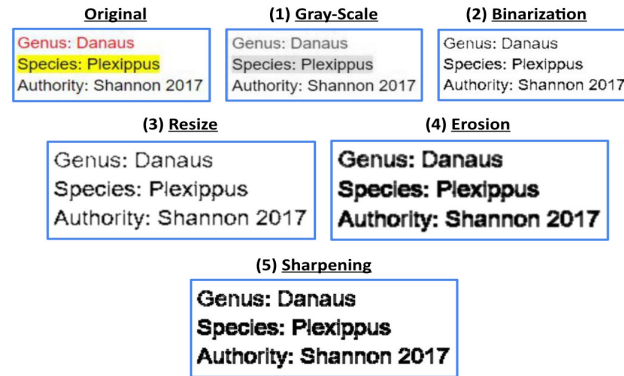 Original
Genus: Danaus
Species: Plexippus
Authority: Shannon 2017
(1) Gray-Scale
Genus: Danaus
Species: Plexippus
Authority: Shannon 2017
(2) Binarization
Genus: Danaus
Species: Plexippus
Authority: Shannon 2017
(3) Resize
Genus: Danaus
Species: Plexippus
Authority: Shannon 2017
(4) Erosion
Genus: Danaus
Species: Plexippus
Authority: Shannon 2017
(5) Sharpening
Genus: Danaus
Species: Plexippus
Authority: Shannon 2017